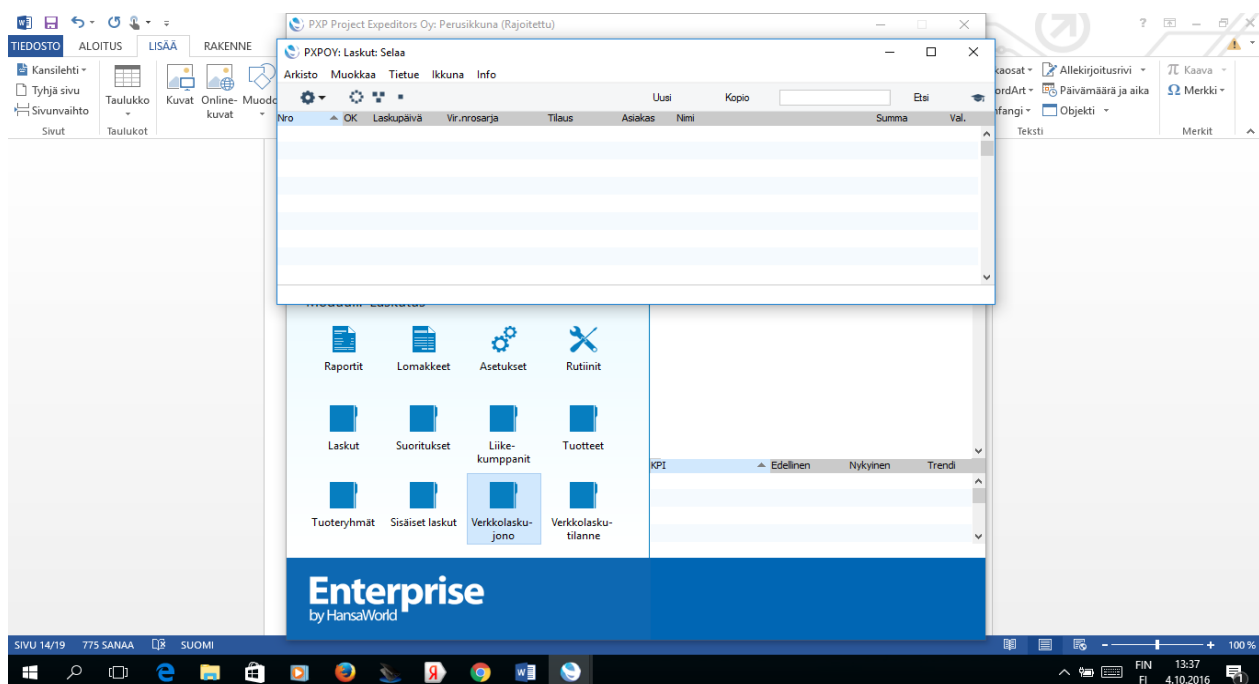 PXP Project Expeditors Oy: Perusikkuna (Rajoitettu)
TIEDOSTO ALOITUS LISÄÄ RAKENNE
PXPOY: Laskut: Selaa
Kansilehti
Tyhjä sivu
Sivunvaihto
Sivut
Taulukko
Taulukot
Kuvat
Online-
kuvat
Arkisto Muokkaa Tietue Ikkuna Info
Uusi Kopio Etsi
Nro OK Laskupäivä Vir.nrosarja Tilaus Asiakas Nimi Summa Val.
Allekirjoitusrivi
Päivämäärä ja aika
Objekti
Teksti
π Kaava
Ω Merkki
Merkit
Raportit Lomakkeet Asetukset Rutiinit
Laskut Suoritukset Liike-
kumppanit
Tuotteet
Tuoteryhmät Sisäiset laskut Verkkolasku-
jono
Verkkolasku-
tilanne
KPI Edellinen Nykyinen Trendi
Enterprise
by HansaWorld
SIVU 14/19 775 SANAA SUOMI 100 %
FIN
FI
13:37
4.10.2016